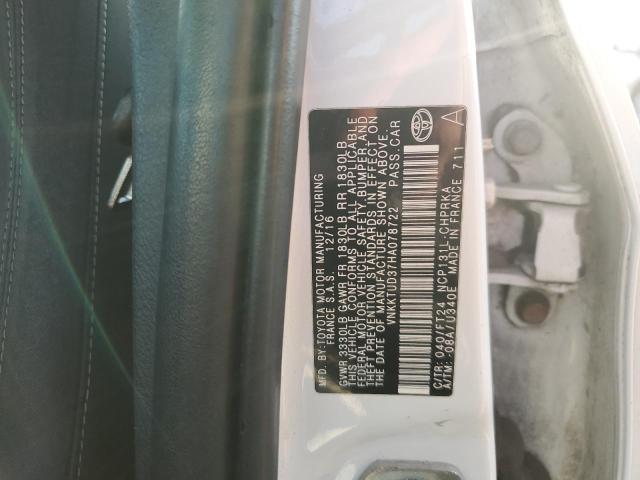 MFD. BY: TOYOTA MOTOR MANUFACTURING
FRANCE S.A.S. 12/16
GVWR 3330LB GAWR FR 1830LB RR 1830LB
THIS VEHICLE CONFORMS TO ALL APPLICABLE
FEDERAL MOTOR VEHICLE SAFETY, BUMPER, AND
THEFT PREVENTION STANDARDS IN EFFECT ON
THE DATE OF MANUFACTURE SHOWN ABOVE.
VNKKTUD37HA078722 PASS.CAR
C/TR: 040/FT24 NCP131L-CHPRKA A
A/TM: -08A/U340E MADE IN FRANCE 711